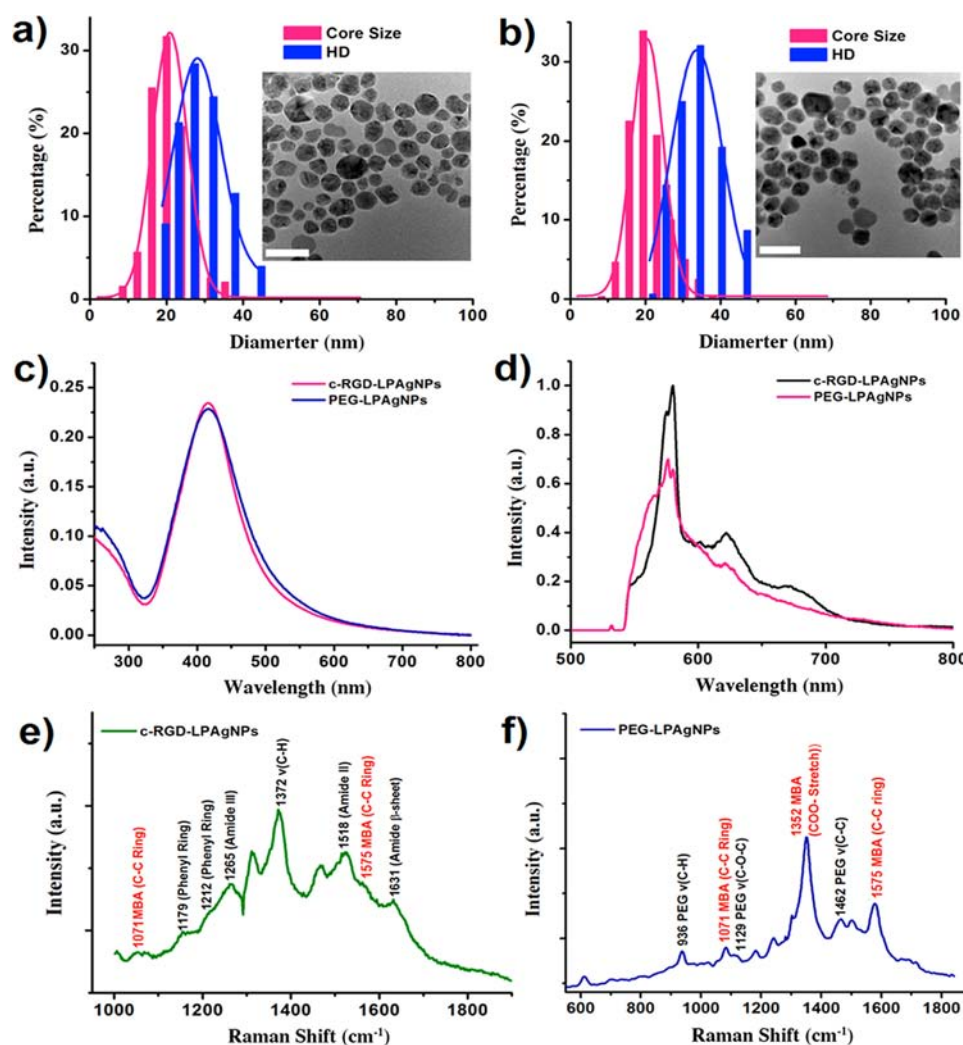 a)
Core Size
HD
Percentage (%)
30
20
10
0
0 20 40 60 80 100
Diamerter (nm)
b)
Core Size
HD
Percentage (%)
30
20
10
0
0 20 40 60 80 100
Diamerter (nm)
c)
c-RGD-LPAgNPs
PEG-LPAgNPs
Intensity (a.u.)
0.25
0.20
0.15
0.10
0.05
0.00
300 400 500 600 700 800
Wavelength (nm)
d)
c-RGD-LPAgNPs
PEG-LPAgNPs
Intensity (a.u.)
1.0
0.8
0.6
0.4
0.2
0.0
500 600 700 800
Wavelength (nm)
e)
c-RGD-LPAgNPs
Intensity (a.u.)
1071 MBA (C-C Ring)
1179 (Phenyl Ring)
1212 (Phenyl Ring)
1265 (Amide III)
1372 ν(C-H)
1518 (Amide II)
1575 MBA (C-C Ring)
1631 (Amide β-sheet)
1000 1200 1400 1600 1800
Raman Shift (cm-1)
f)
PEG-LPAgNPs
Intensity (a.u.)
936 PEG ν(C-H)
1071 MBA (C-C Ring)
1129 PEG ν(C-O-C)
1352 MBA
(COO- Stretch))
1462 PEG ν(C-C)
1575 MBA (C-C ring)
600 800 1000 1200 1400 1600 1800
Raman Shift (cm-1)